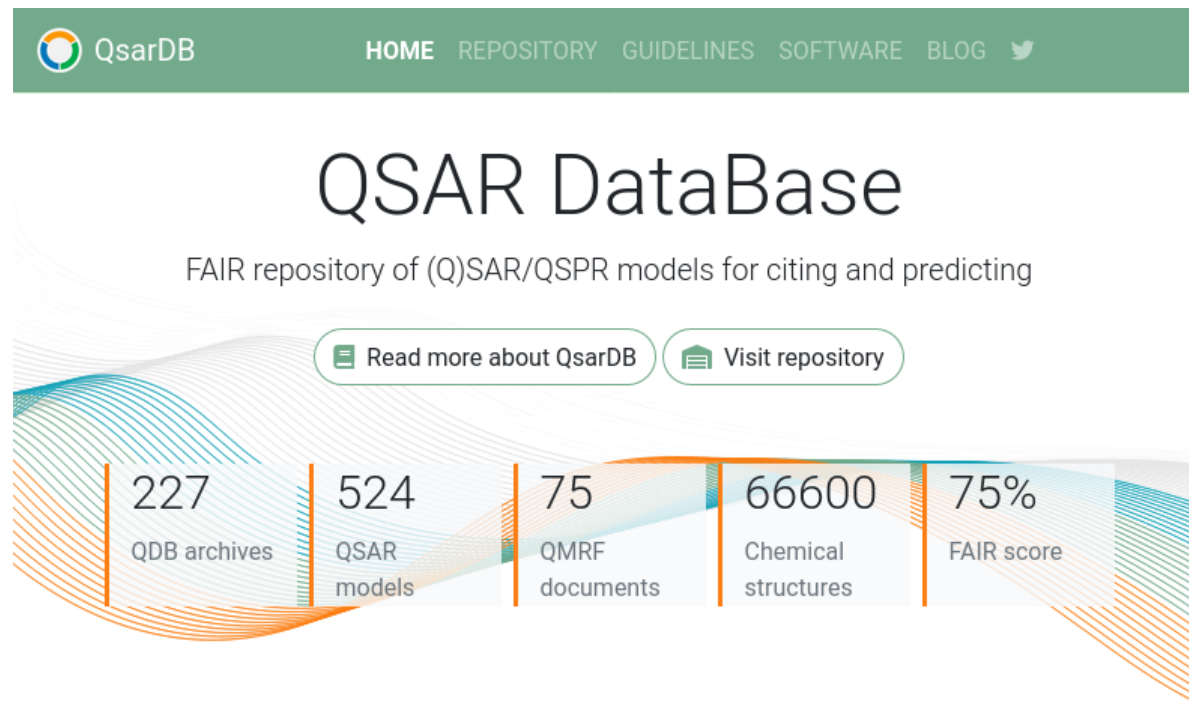 QsarDB
HOME REPOSITORY GUIDELINES SOFTWARE BLOG
QSAR DataBase
FAIR repository of (Q)SAR/QSPR models for citing and predicting
Read more about QsarDB
Visit repository
227
QDB archives
524
QSAR
models
75
QMRF
documents
66600
Chemical
structures
75%
FAIR score